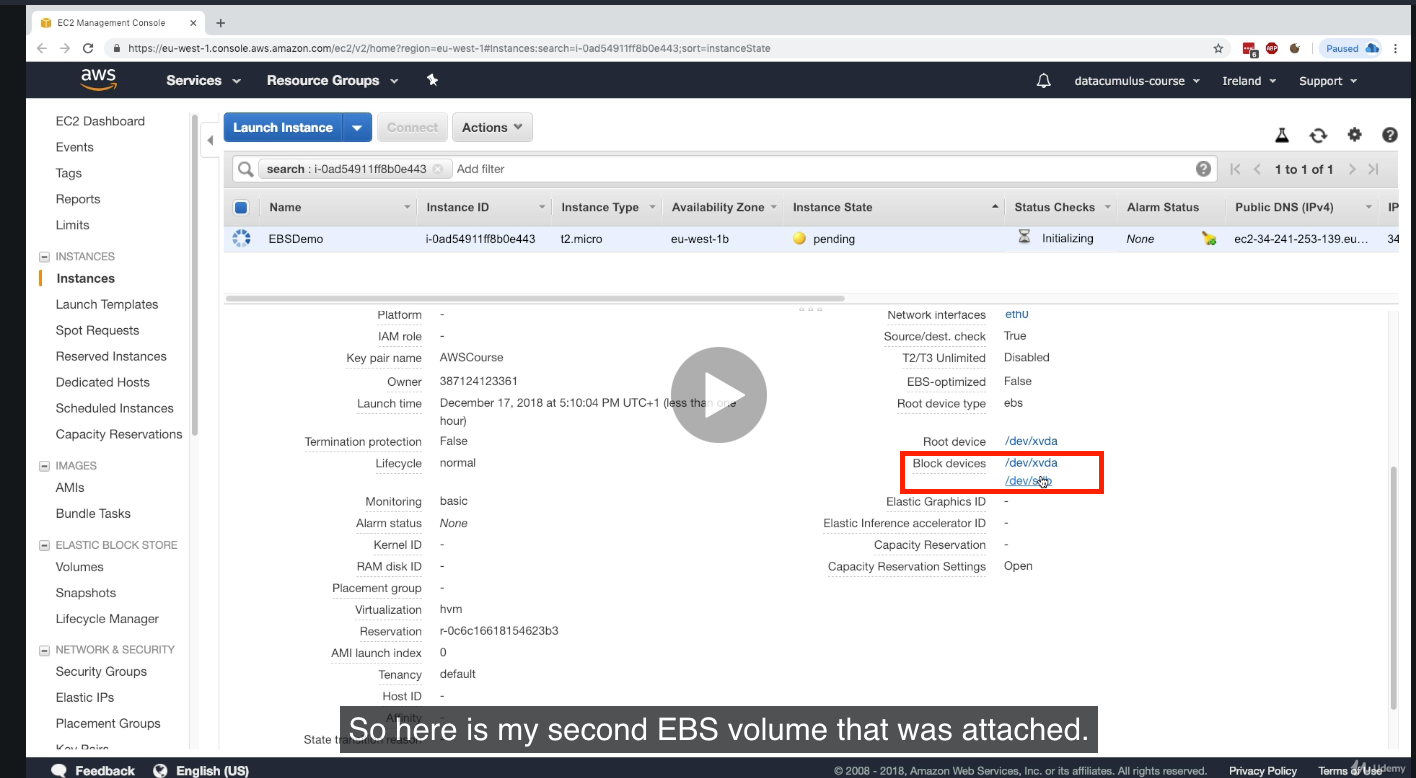 EC2 Management Console
https://eu-west-1.console.aws.amazon.com/ec2/v2/home?region=eu-west-1#Instances:search=i-0ad54911ff8b0e443;sort=instanceState
6
ABP
Paused
aws
Services
Resource Groups
datacumulus-course
Ireland
Support
EC2 Dashboard
Events
Tags
Reports
Limits
INSTANCES
Instances
Launch Templates
Spot Requests
Reserved Instances
Dedicated Hosts
Scheduled Instances
Capacity Reservations
IMAGES
AMIs
Bundle Tasks
ELASTIC BLOCK STORE
Volumes
Snapshots
Lifecycle Manager
NETWORK & SECURITY
Security Groups
Elastic IPs
Placement Groups
Key Pairs
Launch Instance
Connect
Actions
search : i-0ad54911ff8b0e443
Add filter
1 to 1 of 1
Name Instance ID Instance Type Availability Zone Instance State Status Checks Alarm Status Public DNS (IPv4) IP
EBSDemo i-0ad54911ff8b0e443 t2.micro eu-west-1b pending Initializing None ec2-34-241-253-139.eu... 34
Platform -
IAM role -
Key pair name AWSCourse
Owner 387124123361
Launch time December 17, 2018 at 5:10:04 PM UTC+1 (less than one
hour)
Termination protection False
Lifecycle normal
Monitoring basic
Alarm status None
Kernel ID -
RAM disk ID -
Placement group -
Virtualization hvm
Reservation r-0c6c16618154623b3
AMI launch index 0
Tenancy default
Host ID -
Affinity
State transition reason
Network interfaces eth0
Source/dest. check True
T2/T3 Unlimited Disabled
EBS-optimized False
Root device type ebs
Root device /dev/xvda
Block devices /dev/xvda
Elastic Graphics ID -
Elastic Inference accelerator ID -
Capacity Reservation -
Capacity Reservation Settings Open
So here is my second EBS volume that was attached.
Feedback
English (US)
© 2008 - 2018, Amazon Web Services, Inc. or its affiliates. All rights reserved.
Privacy Policy
Terms of Use
Udemy